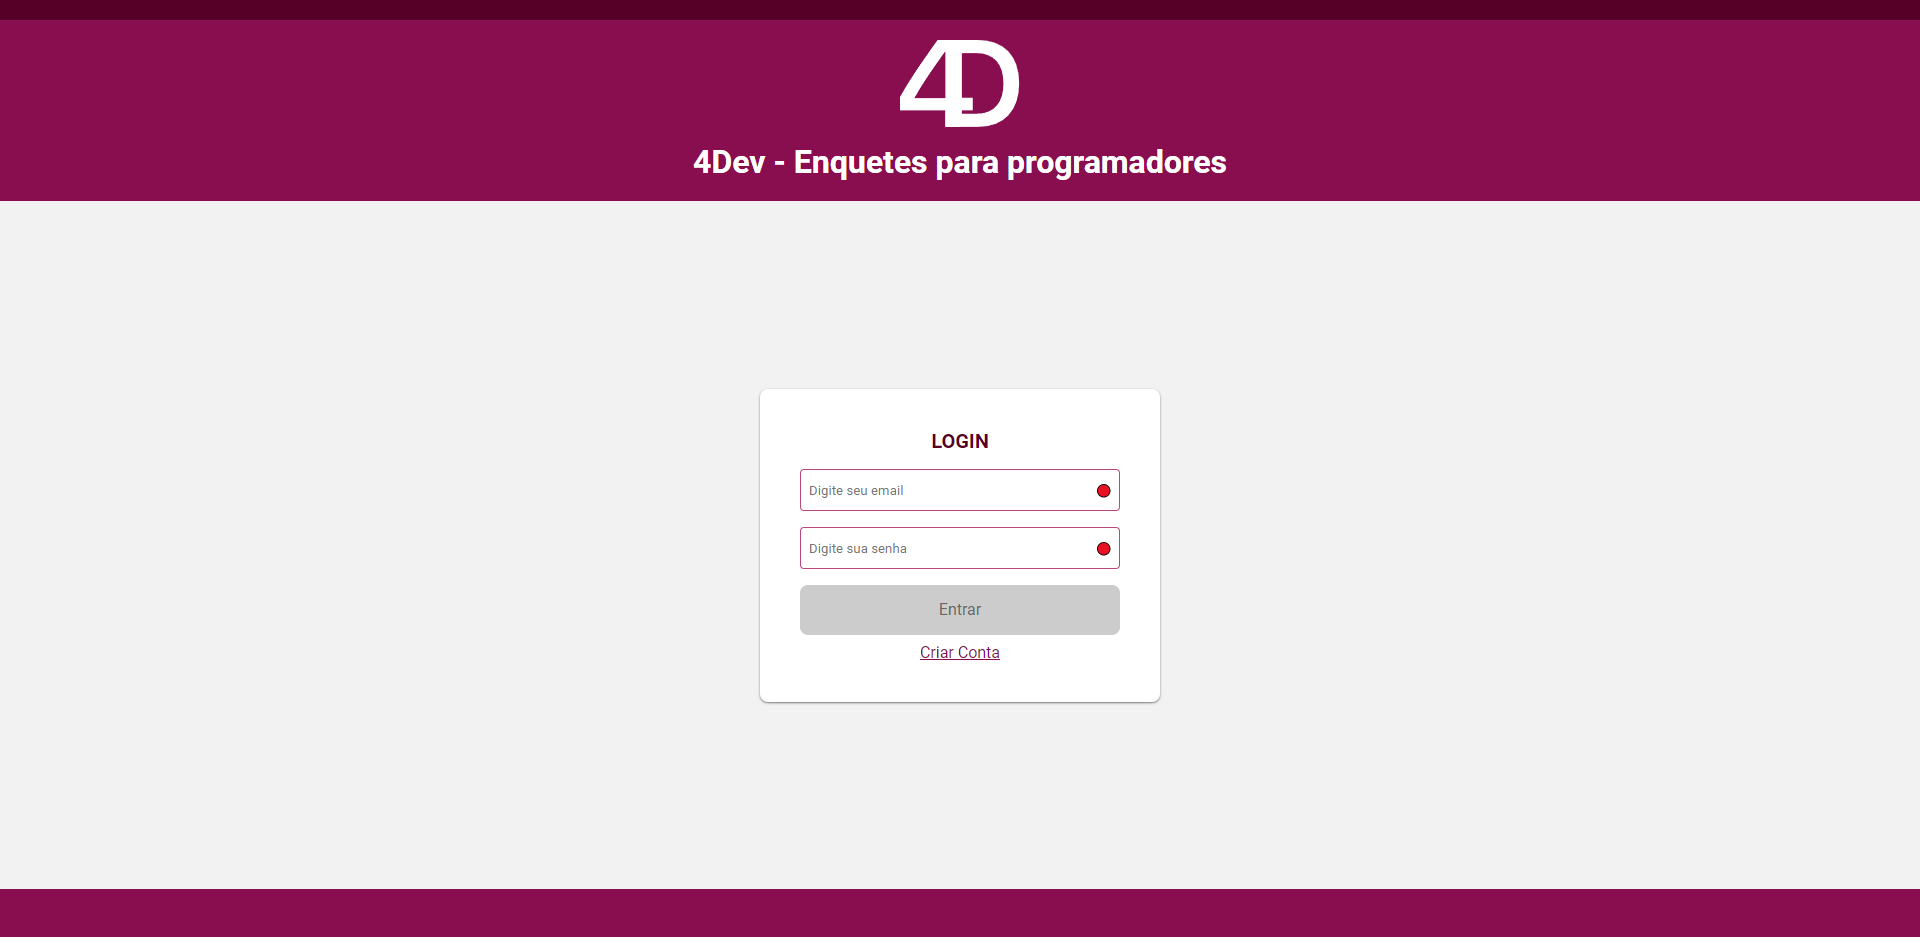 4D
4Dev - Enquetes para programadores
LOGIN
Digite seu email
Digite sua senha
Entrar
Criar Conta